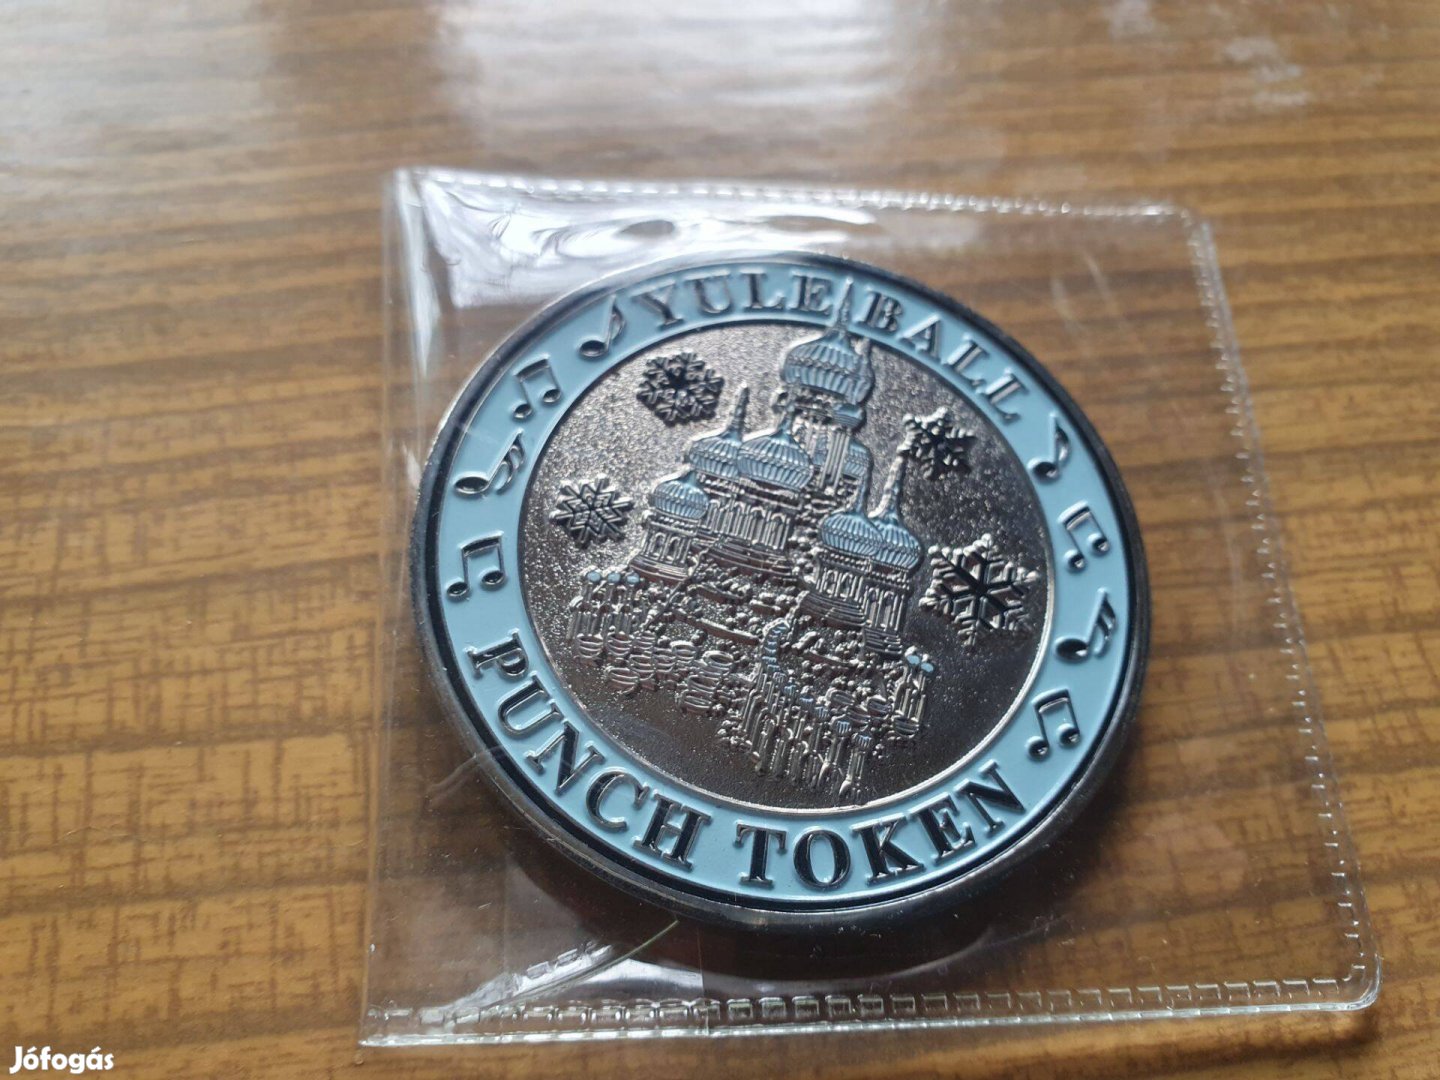 YULE BALL
PUNCH TOKEN
Jófogás